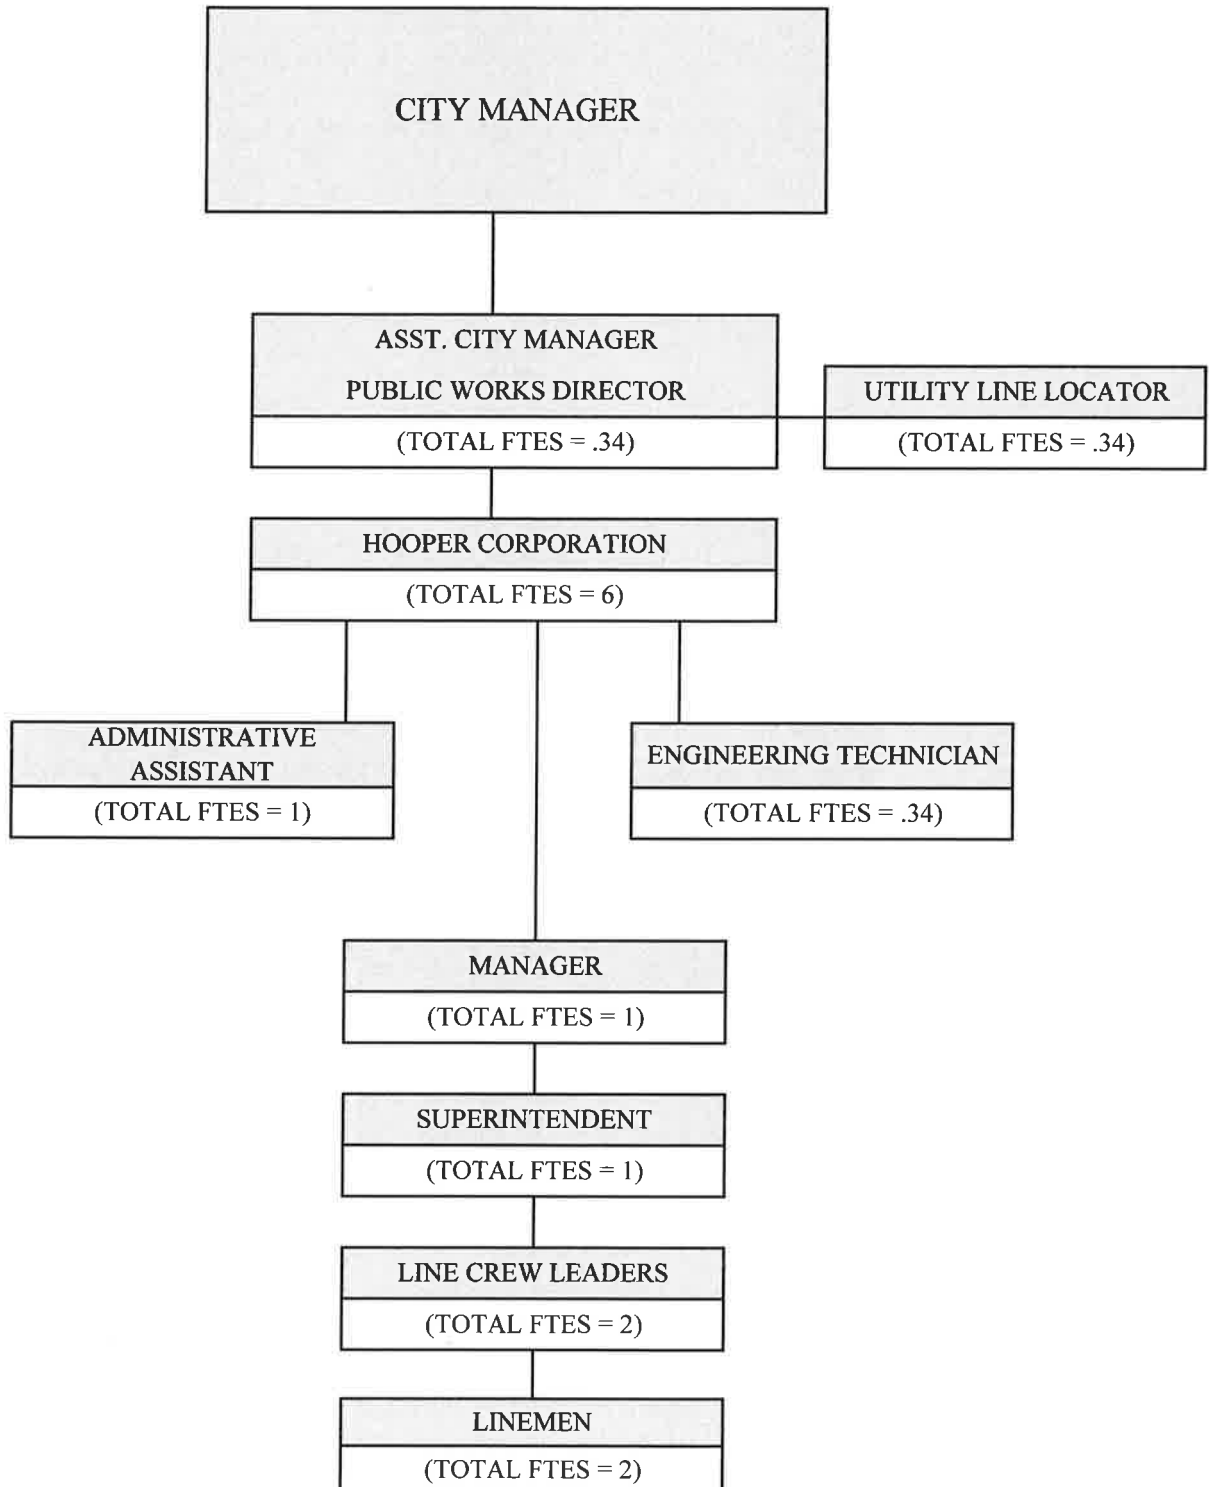 CITY MANAGER
ASST. CITY MANAGER
PUBLIC WORKS DIRECTOR
(TOTAL FTES = .34)
UTILITY LINE LOCATOR
(TOTAL FTES = .34)
HOOPER CORPORATION
(TOTAL FTES = 6)
ADMINISTRATIVE
ASSISTANT
(TOTAL FTES = 1)
ENGINEERING TECHNICIAN
(TOTAL FTES = .34)
MANAGER
(TOTAL FTES = 1)
SUPERINTENDENT
(TOTAL FTES = 1)
LINE CREW LEADERS
(TOTAL FTES = 2)
LINEMEN
(TOTAL FTES = 2)